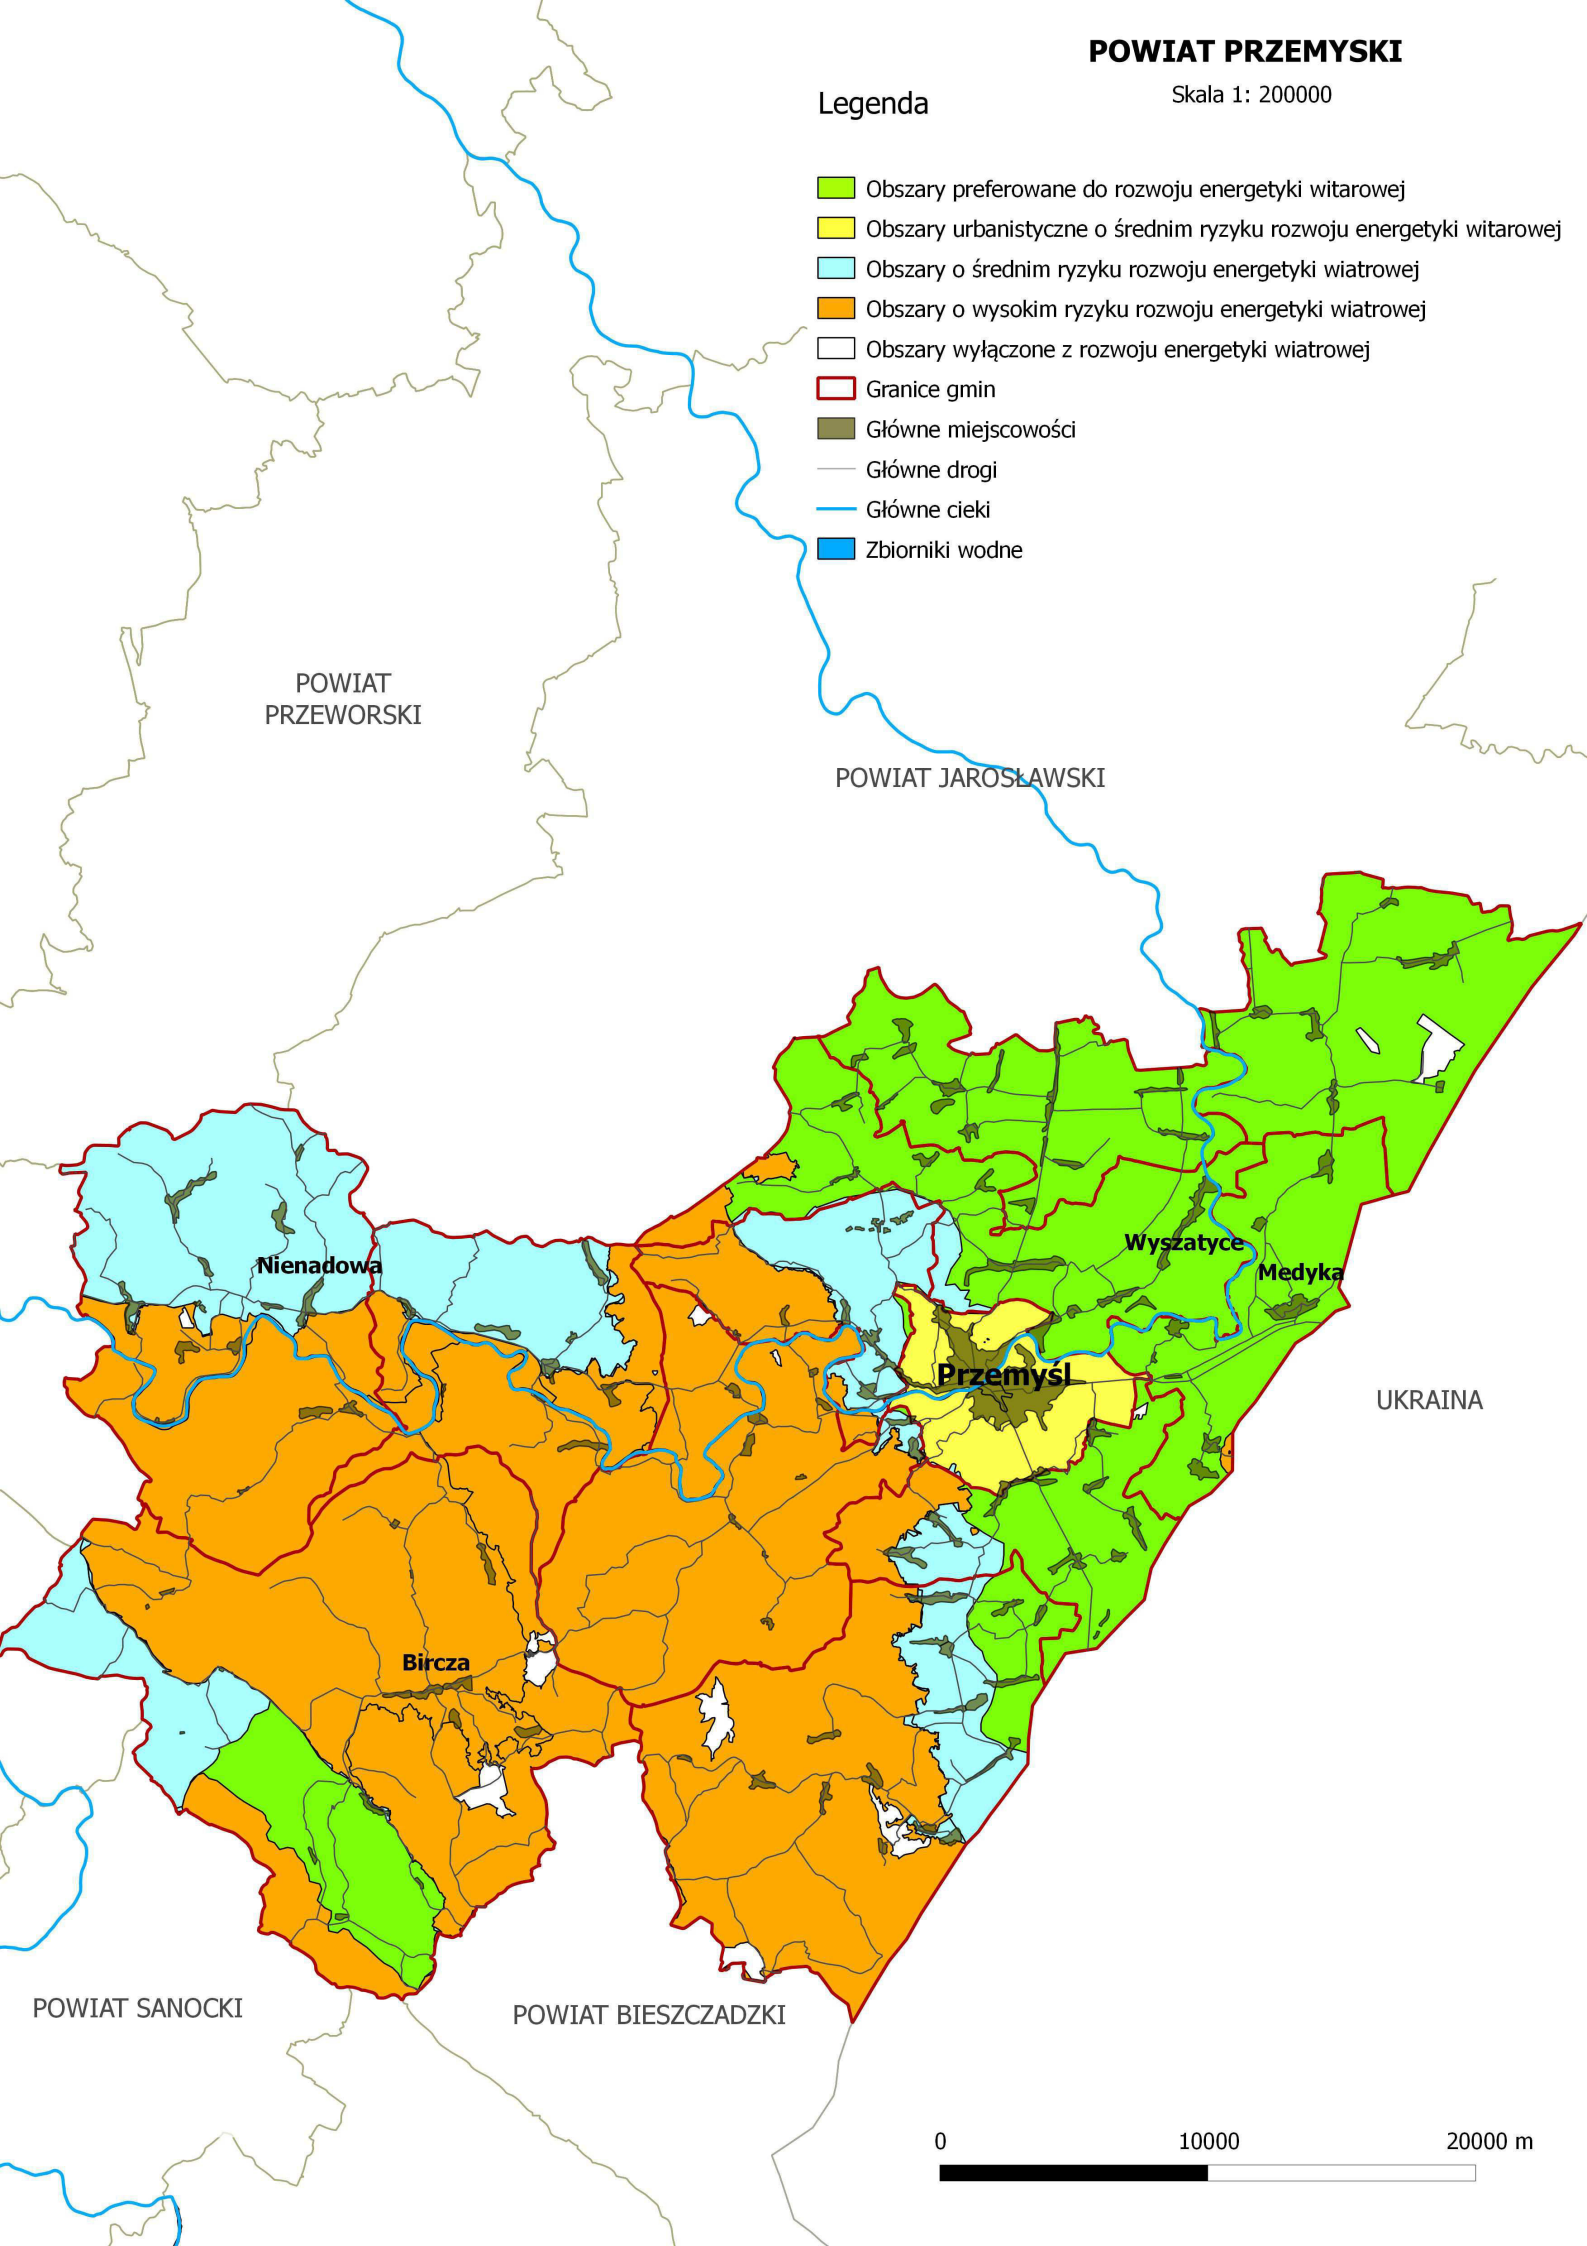 POWIAT PRZEMYSKI
Skala 1: 200000
Legenda
Obszary preferowane do rozwoju energetyki witarowej
Obszary urbanistyczne o średnim ryzyku rozwoju energetyki witarowej
Obszary o średnim ryzyku rozwoju energetyki wiatrowej
Obszary o wysokim ryzyku rozwoju energetyki wiatrowej
Obszary wyłączone z rozwoju energetyki wiatrowej
Granice gmin
Główne miejscowości
Główne drogi
Główne cieki
Zbiorniki wodne
POWIAT
PRZEWORSKI
POWIAT JAROSŁAWSKI
Wyszatyce
Nienadowa
Medyka
Przemyśl
UKRAINA
Bircza
POWIAT SANOCKI
POWIAT BIESZCZADZKI
0 10000 20000 m